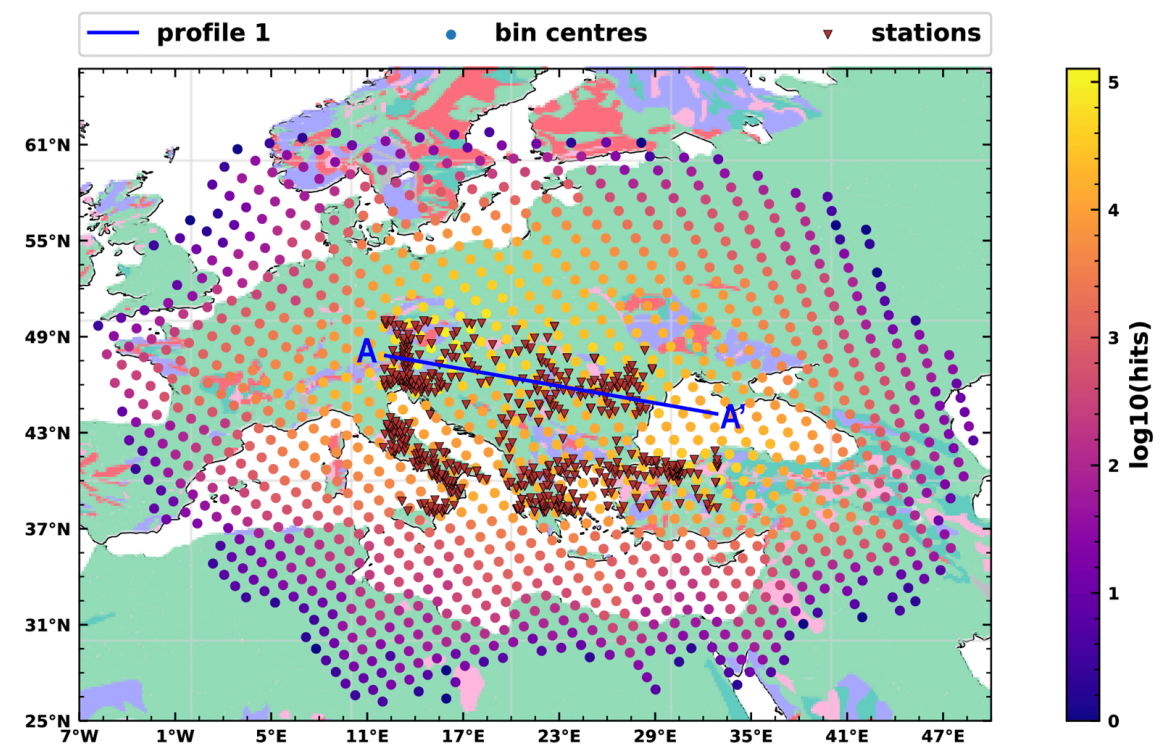 profile 1 bin centres stations
61°N
55°N
49°N
43°N
37°N
31°N
25°N
A
A'
7°W 1°W 5°E 11°E 17°E 23°E 29°E 35°E 41°E 47°E
5
4
3
2
1
0
log10(hits)